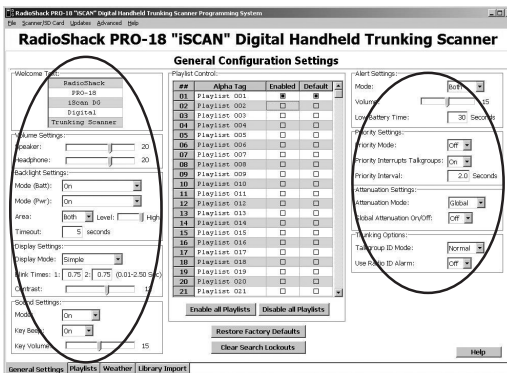 RadioShack PRO-18 "iSCAN" Digital Handheld Trunking Scanner Programming System
File Scanner/SD Card Updates Advanced Help
RadioShack PRO-18 "iSCAN" Digital Handheld Trunking Scanner
General Configuration Settings
Welcome Text:
RadioShack
PRO-18
iScan DG
Digital
Trunking Scanner
Volume Settings:
Speaker: 20
Headphone: 20
Backlight Settings:
Mode (Batt): On
Mode (Pwr): On
Area: Both Level: High
Timeout: 5 seconds
Display Settings:
Display Mode: Simple
Blink Times: 1: 0.75 2: 0.75 (0.01-2.50 Sec)
Contrast:
Sound Settings:
Mode: On
Key Beep: On
Key Volume: 15
Playlist Control:
## Alpha Tag Enabled Default
01 Playlist 001
02 Playlist 002
03 Playlist 003
04 Playlist 004
05 Playlist 005
06 Playlist 006
07 Playlist 007
08 Playlist 008
09 Playlist 009
10 Playlist 010
11 Playlist 011
12 Playlist 012
13 Playlist 013
14 Playlist 014
15 Playlist 015
16 Playlist 016
17 Playlist 017
18 Playlist 018
19 Playlist 019
20 Playlist 020
21 Playlist 021
Enable all Playlists Disable all Playlists
Restore Factory Defaults
Clear Search Lockouts
Alert Settings:
Mode: Both
Volume: 15
Low Battery Time: 30 Seconds
Priority Settings:
Priority Mode: Off
Priority Interrupts Talkgroups: On
Priority Interval: 2.0 Seconds
Attenuation Settings:
Attenuation Mode: Global
Global Attenuation On/Off: Off
Trunking Options:
Talkgroup ID Mode: Normal
Use Radio ID Alarm: Off
Help
General Settings Playlists Weather Library Import